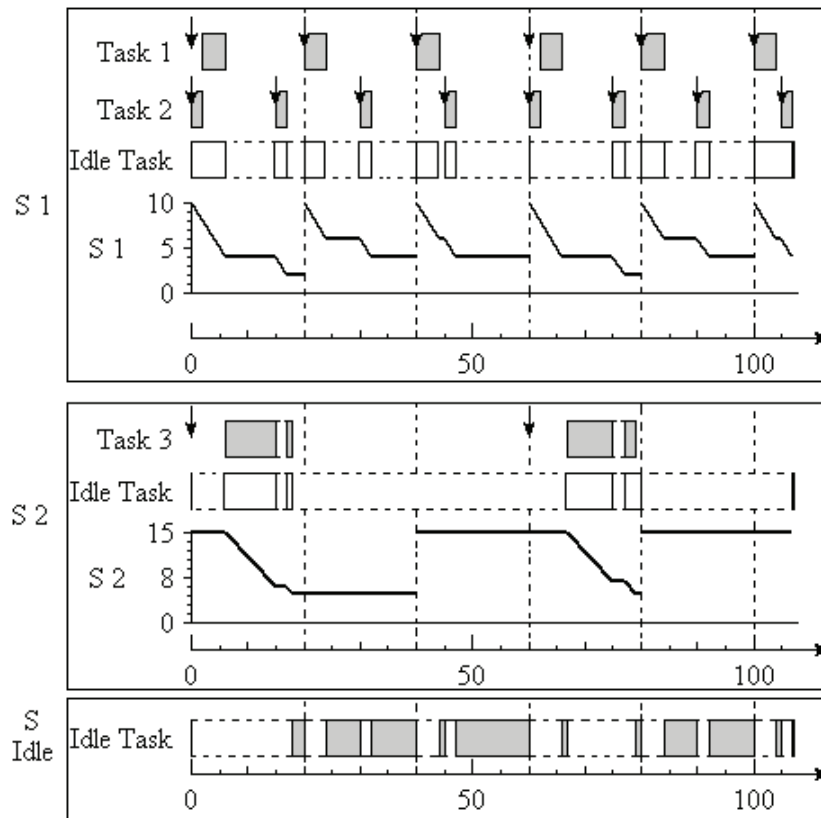 Task 1
Task 2
Idle Task
S 1
10
S 1
5
0
0 50 100
Task 3
Idle Task
S 2
15
S 2
8
0
0 50 100
S
Idle
Idle Task
0 50 100